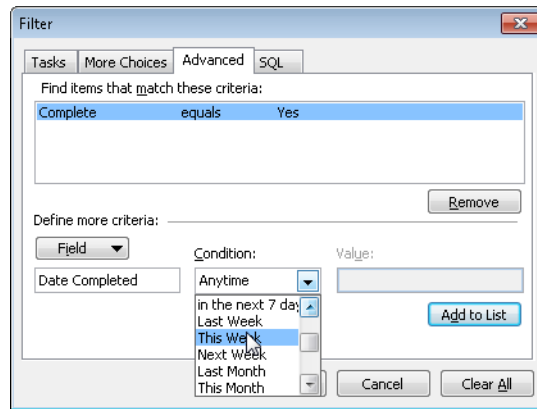 Filter
Tasks More Choices Advanced SQL
Find items that match these criteria:
Complete equals Yes
Remove
Define more criteria:
Field
Condition:
Value:
Date Completed
Anytime
in the next 7 day
Last Week
Add to List
This Week
Next Week
Last Month
This Month
Cancel
Clear All